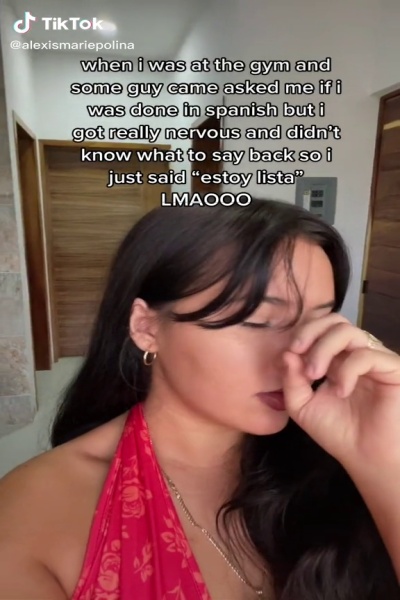 TikTok
@alexismariepolina
when i was at the gym and
some guy came asked me if i
was done in spanish but i
got really nervous and didn't
know what to say back so i
just said “estoy lista”
LMAOOO